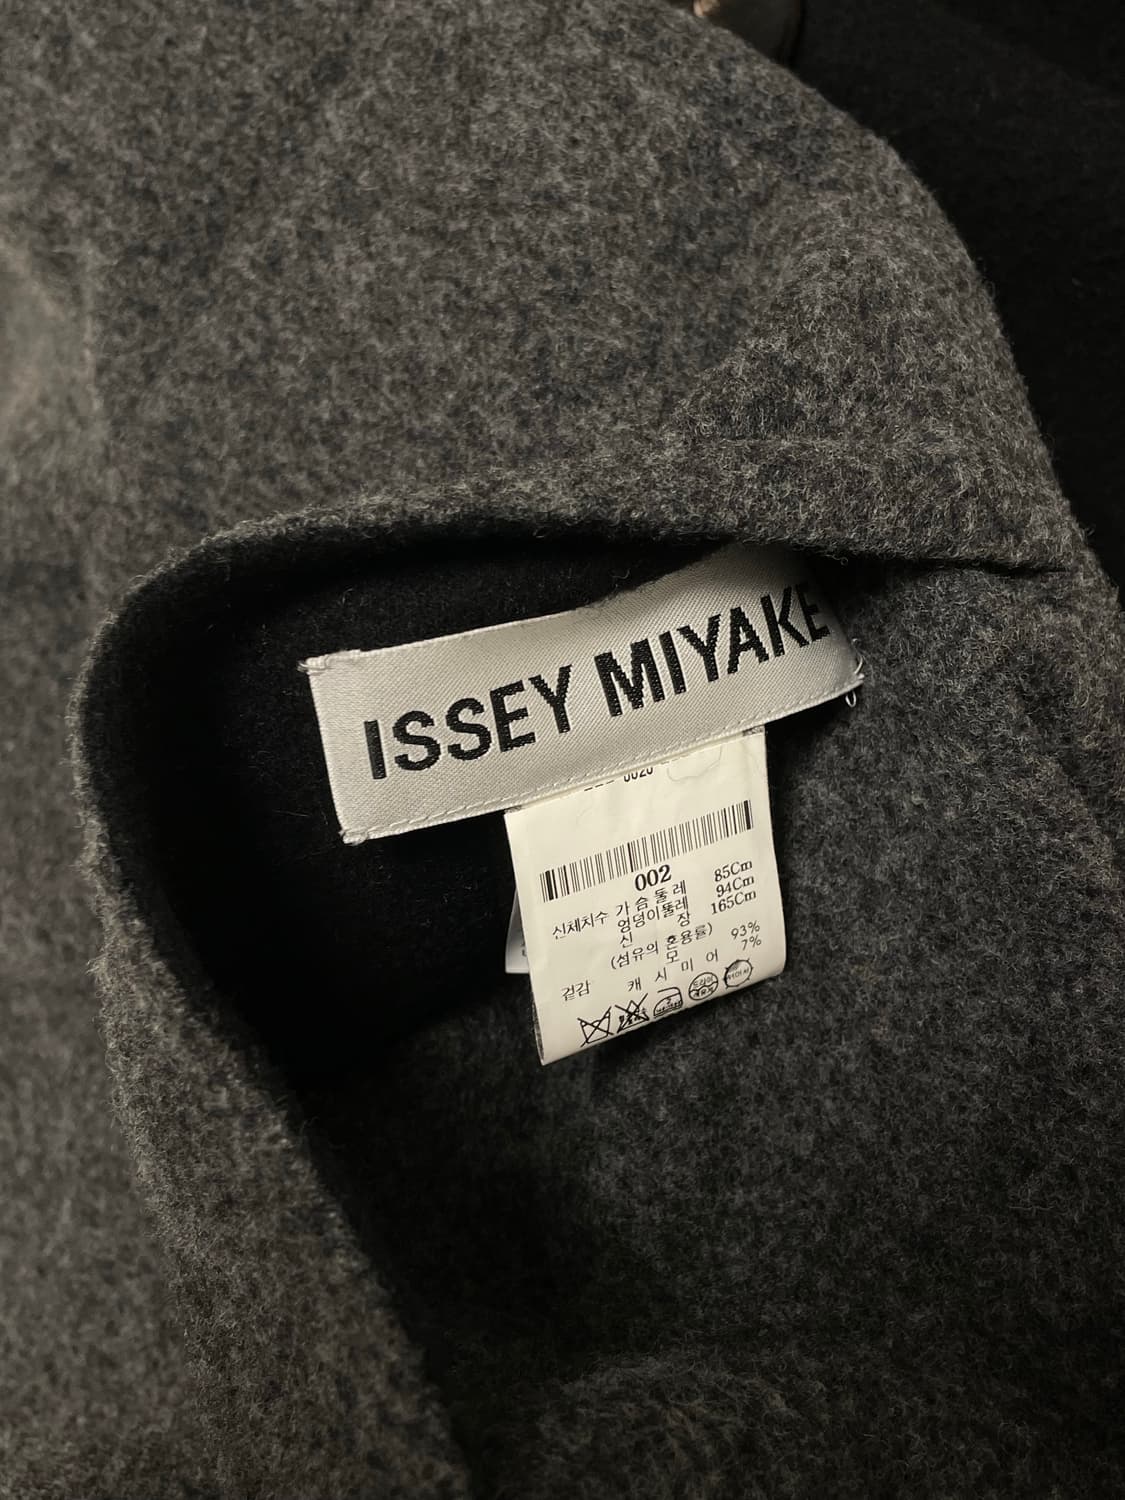 ISSEY MIYAKE
0020
002
신체치수 가 슴 둘 레 85Cm
엉덩이둘레 94Cm
신 장 165Cm
(섬유의 혼용률)
겉감 모 93%
캐 시 미 어 7%